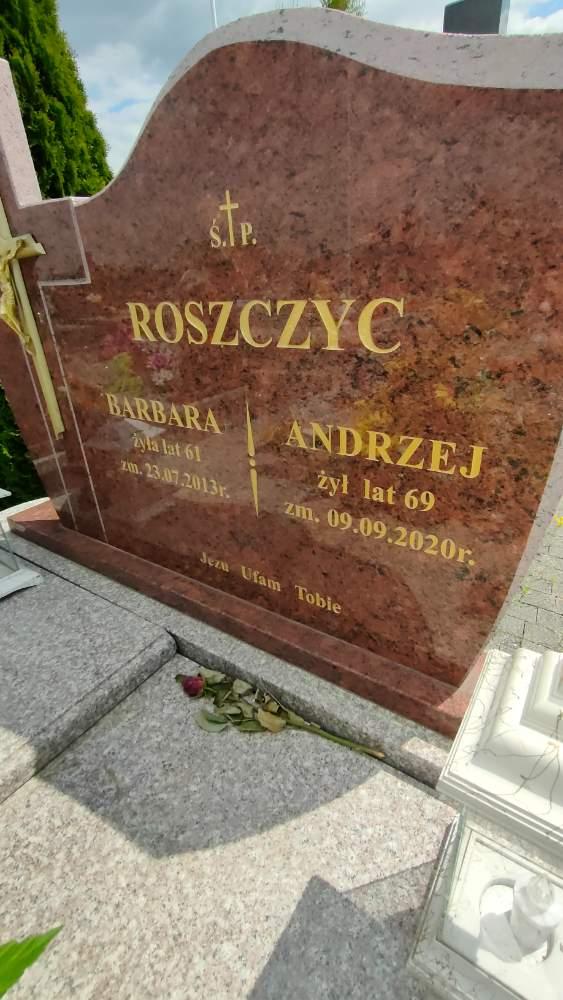 Ś.P.
ROSZCZYC
BARBARA
żyła lat 61
zm. 23.07.2013r.
ANDRZEJ
żył lat 69
zm. 09.09.2020r.
Jezu Ufam Tobie